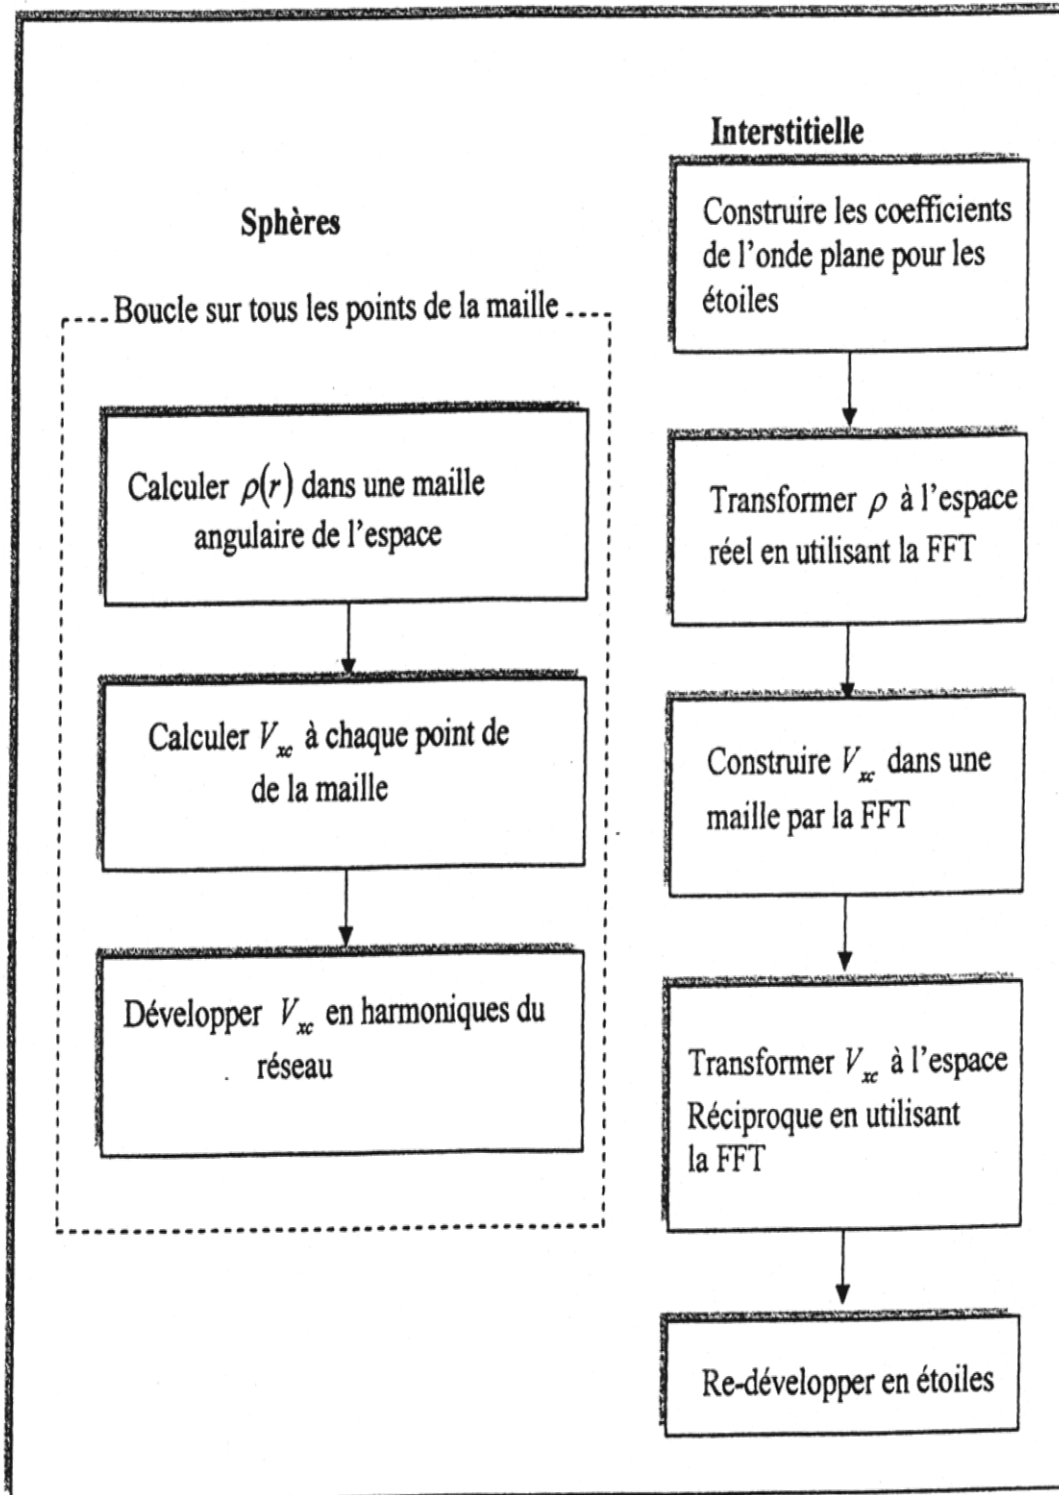 Sphères
Boucle sur tous les points de la maille
Calculer ρ(r) dans une maille
angulaire de l'espace
Calculer V_xc à chaque point de
de la maille
Développer V_xc en harmoniques du
réseau
Interstitielle
Construire les coefficients
de l'onde plane pour les
étoiles
Transformer ρ à l'espace
réel en utilisant la FFT
Construire V_xc dans une
maille par la FFT
Transformer V_xc à l'espace
Réciproque en utilisant
la FFT
Re-développer en étoiles